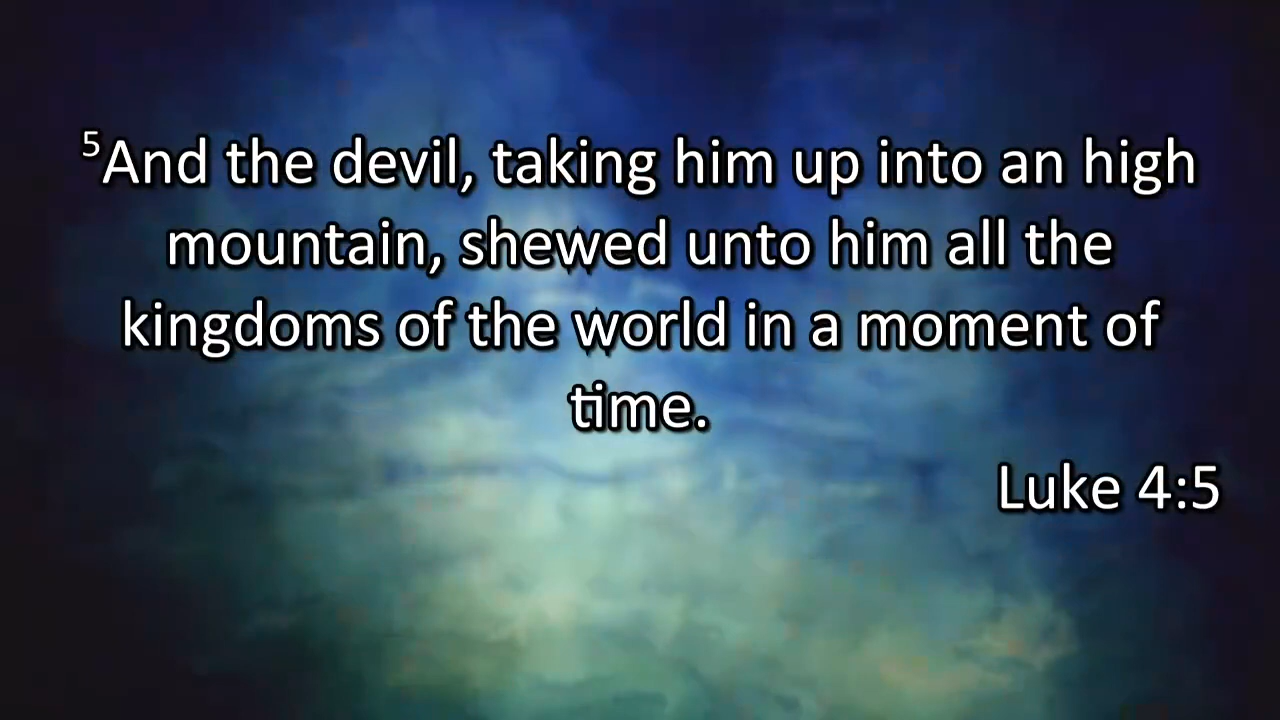 ⁵And the devil, taking him up into an high
mountain, shewed unto him all the
kingdoms of the world in a moment of
time.
Luke 4:5